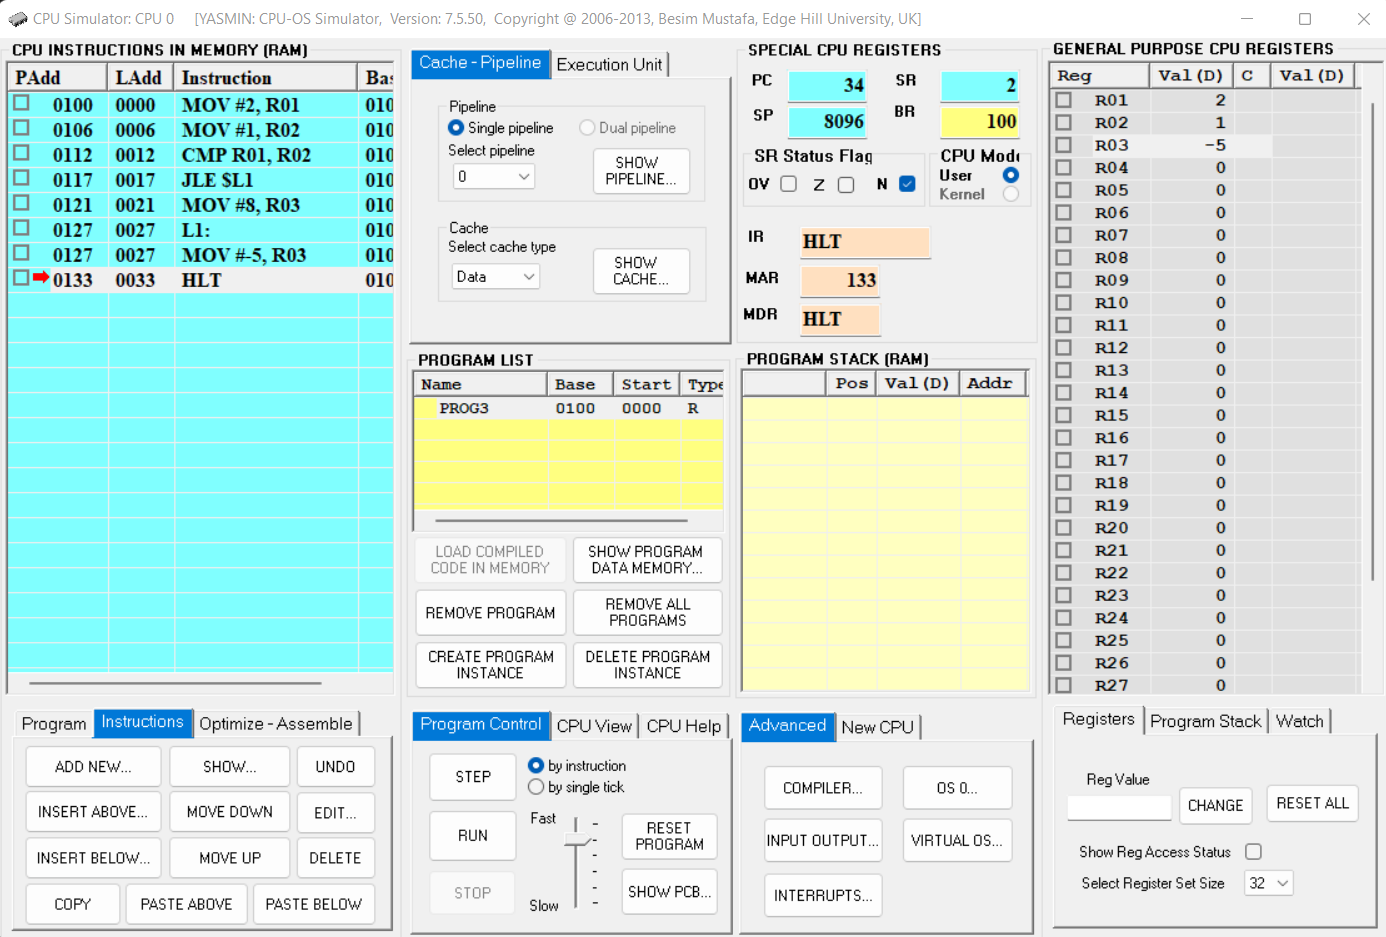 CPU Simulator: CPU 0 [YASMIN: CPU-OS Simulator, Version: 7.5.50, Copyright @ 2006-2013, Besim Mustafa, Edge Hill University, UK]
CPU INSTRUCTIONS IN MEMORY (RAM)
PAdd LAdd Instruction Bas
0100 0000 MOV #2, R01 010
0106 0006 MOV #1, R02 010
0112 0012 CMP R01, R02 010
0117 0017 JLE $L1 010
0121 0021 MOV #8, R03 010
0127 0027 L1: 010
0127 0027 MOV #-5, R03 010
0133 0033 HLT 010
Program Instructions Optimize - Assemble
ADD NEW... SHOW... UNDO
INSERT ABOVE... MOVE DOWN EDIT...
INSERT BELOW... MOVE UP DELETE
COPY PASTE ABOVE PASTE BELOW
Cache - Pipeline Execution Unit
Pipeline
Single pipeline Dual pipeline
Select pipeline
0
SHOW
PIPELINE...
Cache
Select cache type
Data
SHOW
CACHE...
PROGRAM LIST
Name Base Start Type
PROG3 0100 0000 R
LOAD COMPILED
CODE IN MEMORY
SHOW PROGRAM
DATA MEMORY...
REMOVE PROGRAM
REMOVE ALL
PROGRAMS
CREATE PROGRAM
INSTANCE
DELETE PROGRAM
INSTANCE
Program Control CPU View CPU Help
STEP
by instruction
by single tick
RUN
Fast
RESET
PROGRAM
STOP
Slow
SHOW PCB...
SPECIAL CPU REGISTERS
PC 34 SR 2
SP 8096 BR 100
SR Status Flag
OV Z N
CPU Mode
User
Kernel
IR HLT
MAR 133
MDR HLT
PROGRAM STACK (RAM)
Pos Val(D) Addr
Advanced New CPU
COMPILER... OS 0...
INPUT OUTPUT... VIRTUAL OS...
INTERRUPTS...
GENERAL PURPOSE CPU REGISTERS
Reg Val(D) C Val(D)
R01 2
R02 1
R03 -5
R04 0
R05 0
R06 0
R07 0
R08 0
R09 0
R10 0
R11 0
R12 0
R13 0
R14 0
R15 0
R16 0
R17 0
R18 0
R19 0
R20 0
R21 0
R22 0
R23 0
R24 0
R25 0
R26 0
R27 0
Registers Program Stack Watch
Reg Value
CHANGE RESET ALL
Show Reg Access Status
Select Register Set Size 32